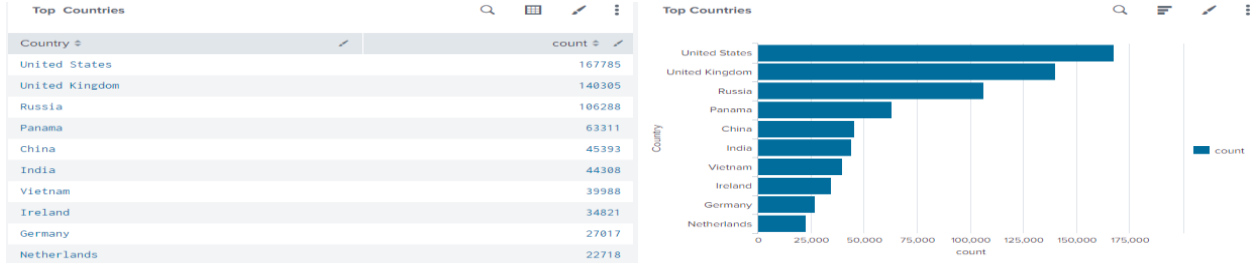 Top Countries
Country count
United States 167785
United Kingdom 140305
Russia 106288
Panama 63311
China 45393
India 44308
Vietnam 39988
Ireland 34821
Germany 27017
Netherlands 22718
Top Countries
Country
United States
United Kingdom
Russia
Panama
China
India
Vietnam
Ireland
Germany
Netherlands
0 25,000 50,000 75,000 100,000 125,000 150,000 175,000
count
count